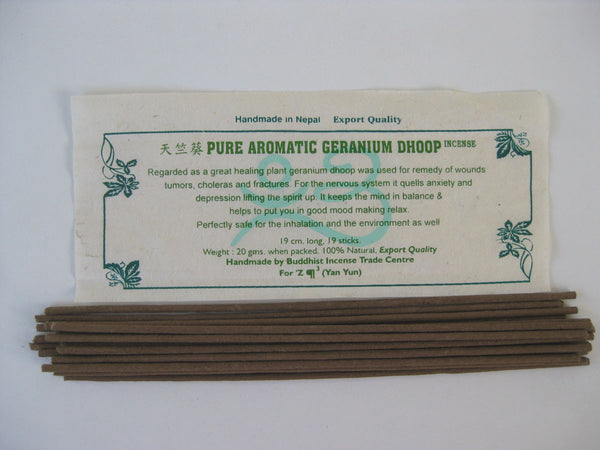 Handmade in Nepal Export Quality
天竺葵 PURE AROMATIC GERANIUM DHOOP INCENSE
Regarded as a great healing plant geranium dhoop was used for remedy of wounds
tumors, choleras and fractures. For the nervous system it quells anxiety and
depression lifting the spirit up. It keeps the mind in balance &
helps to put you in good mood making relax.
Perfectly safe for the inhalation and the environment as well
19 cm. long, 19 sticks.
Weight : 20 gms. when packed. 100% Natural, Export Quality
Handmade by Buddhist Incense Trade Centre
For 'Z ¶ ³ (Yan Yun)